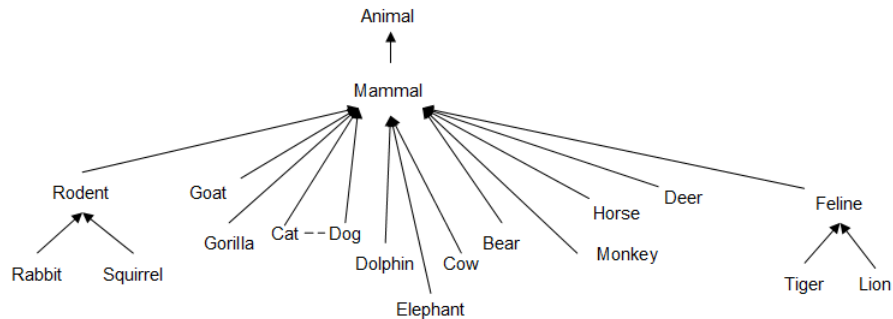 Animal
Mammal
Rodent
Goat
Deer
Feline
Horse
Gorilla
Cat -- Dog
Bear
Monkey
Dolphin
Cow
Rabbit
Squirrel
Tiger
Lion
Elephant